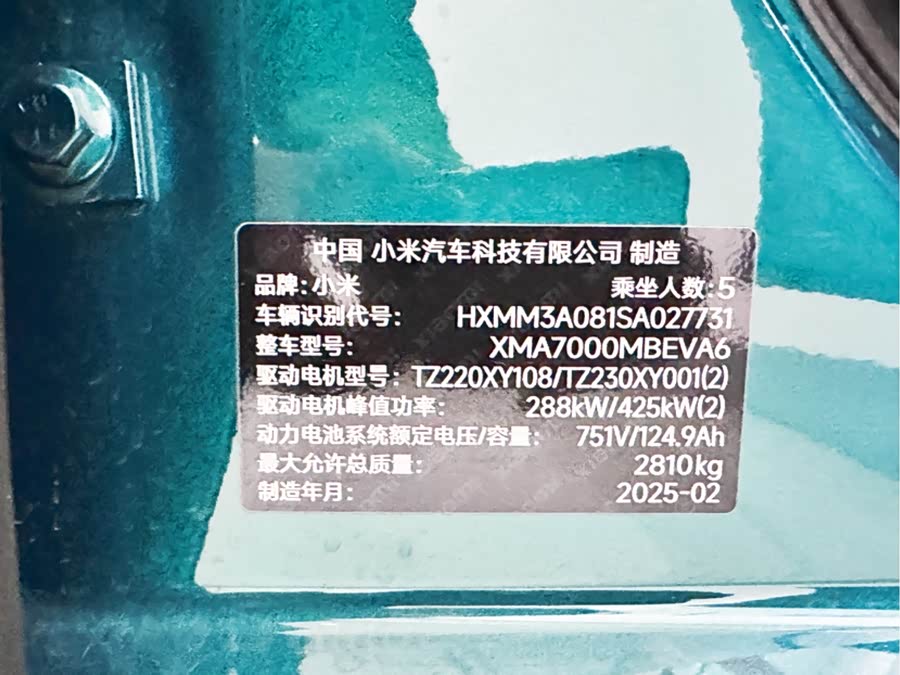 中国 小米汽车科技有限公司 制造
品牌：小米 乘坐人数：5
车辆识别代号： HXMM3A081SA027731
整车型号： XMA7000MBEVA6
驱动电机型号：TZ220XY108/TZ230XY001(2)
驱动电机峰值功率： 288kW/425kW(2)
动力电池系统额定电压/容量： 751V/124.9Ah
最大允许总质量： 2810kg
制造年月： 2025-02